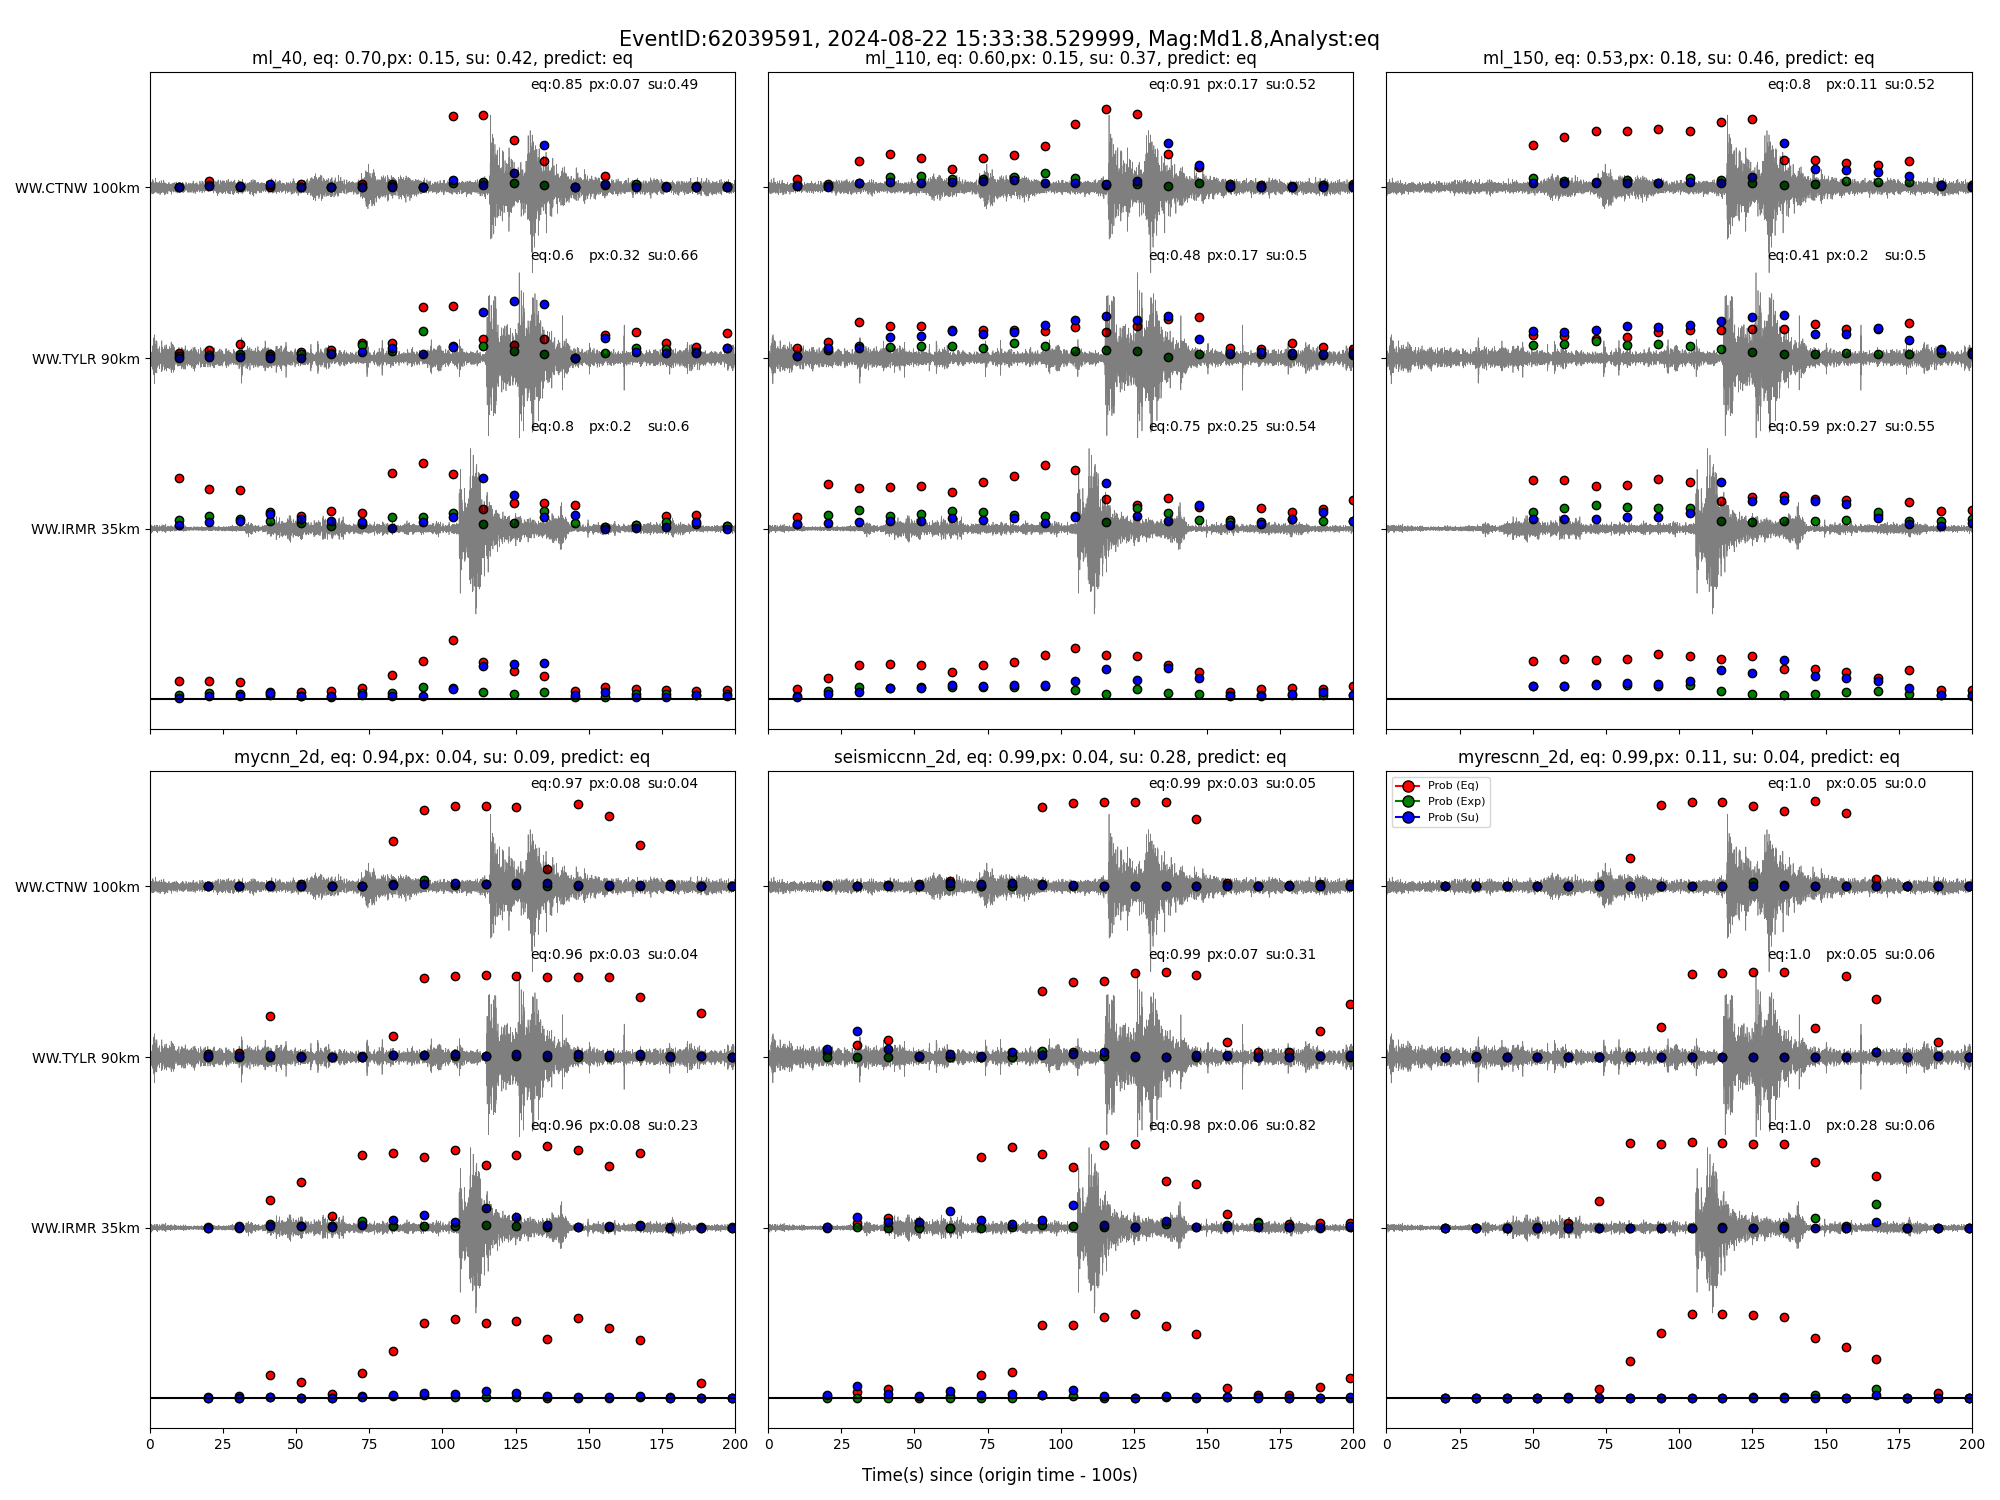 EventID:62039591, 2024-08-22 15:33:38.529999, Mag:Md1.8,Analyst:eq
ml_40, eq: 0.70,px: 0.15, su: 0.42, predict: eq
ml_110, eq: 0.60,px: 0.15, su: 0.37, predict: eq
ml_150, eq: 0.53,px: 0.18, su: 0.46, predict: eq
eq:0.85 px:0.07 su:0.49
eq:0.91 px:0.17 su:0.52
eq:0.8 px:0.11 su:0.52
WW.CTNW 100km
eq:0.6 px:0.32 su:0.66
eq:0.48 px:0.17 su:0.5
eq:0.41 px:0.2 su:0.5
WW.TYLR 90km
eq:0.8 px:0.2 su:0.6
eq:0.75 px:0.25 su:0.54
eq:0.59 px:0.27 su:0.55
WW.IRMR 35km
mycnn_2d, eq: 0.94,px: 0.04, su: 0.09, predict: eq
seismiccnn_2d, eq: 0.99,px: 0.04, su: 0.28, predict: eq
myrescnn_2d, eq: 0.99,px: 0.11, su: 0.04, predict: eq
eq:0.97 px:0.08 su:0.04
eq:0.99 px:0.03 su:0.05
eq:1.0 px:0.05 su:0.0
Prob (Eq)
Prob (Exp)
Prob (Su)
WW.CTNW 100km
eq:0.96 px:0.03 su:0.04
eq:0.99 px:0.07 su:0.31
eq:1.0 px:0.05 su:0.06
WW.TYLR 90km
eq:0.96 px:0.08 su:0.23
eq:0.98 px:0.06 su:0.82
eq:1.0 px:0.28 su:0.06
WW.IRMR 35km
0 25 50 75 100 125 150 175 200
0 25 50 75 100 125 150 175 200
0 25 50 75 100 125 150 175 200
Time(s) since (origin time - 100s)